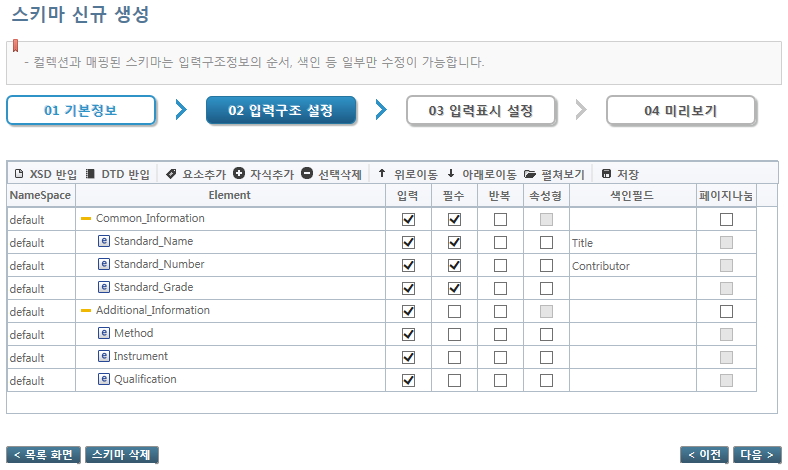 스키마 신규 생성
- 컬렉션과 매핑된 스키마는 입력구조정보의 순서, 색인 등 일부만 수정이 가능합니다.
01 기본정보 02 입력구조 설정 03 입력표시 설정 04 미리보기
XSD 반입 DTD 반입 요소추가 자식추가 선택삭제 위로이동 아래로이동 펼쳐보기 저장
NameSpace Element 입력 필수 반복 속성형 색인필드 페이지나눔
default Common_Information
default Standard_Name Title
default Standard_Number Contributor
default Standard_Grade
default Additional_Information
default Method
default Instrument
default Qualification
< 목록 화면 스키마 삭제 < 이전 다음 >